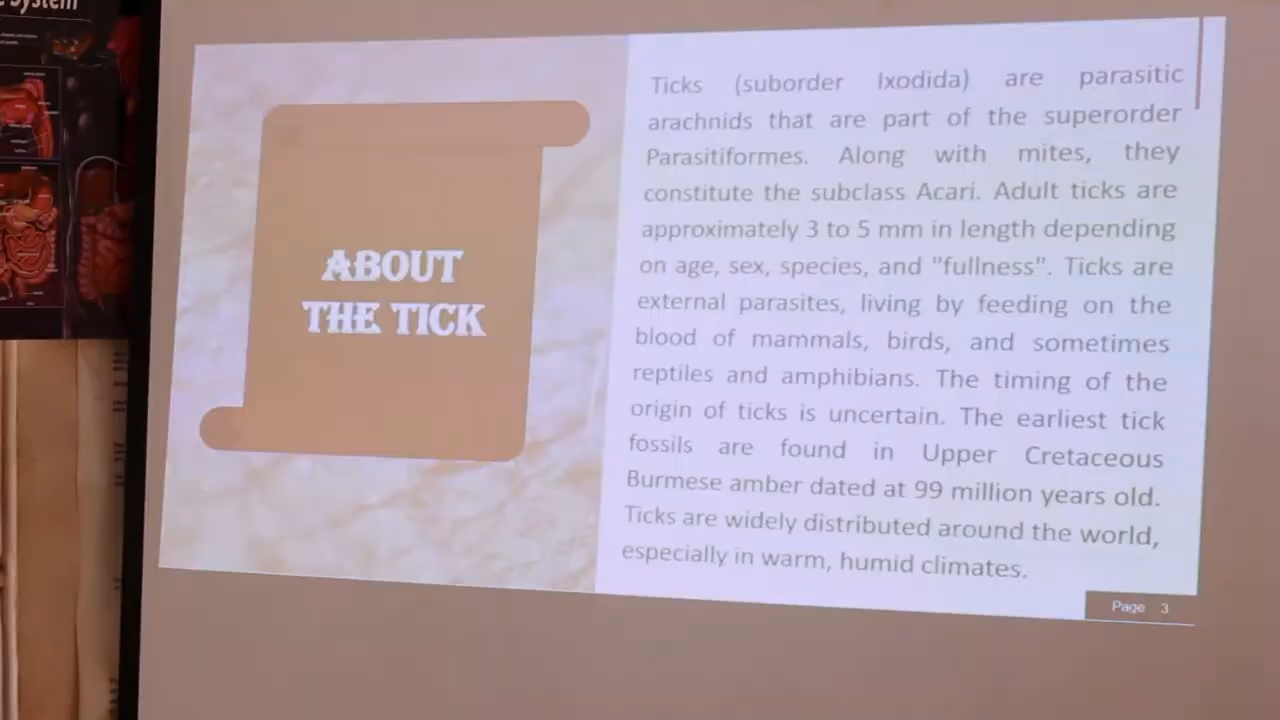 System
ABOUT
THE TICK
Ticks (suborder Ixodida) are parasitic
arachnids that are part of the superorder
Parasitiformes. Along with mites, they
constitute the subclass Acari. Adult ticks are
approximately 3 to 5 mm in length depending
on age, sex, species, and "fullness". Ticks are
external parasites, living by feeding on the
blood of mammals, birds, and sometimes
reptiles and amphibians. The timing of the
origin of ticks is uncertain. The earliest tick
fossils are found in Upper Cretaceous
Burmese amber dated at 99 million years old.
Ticks are widely distributed around the world,
especially in warm, humid climates.
Page 3